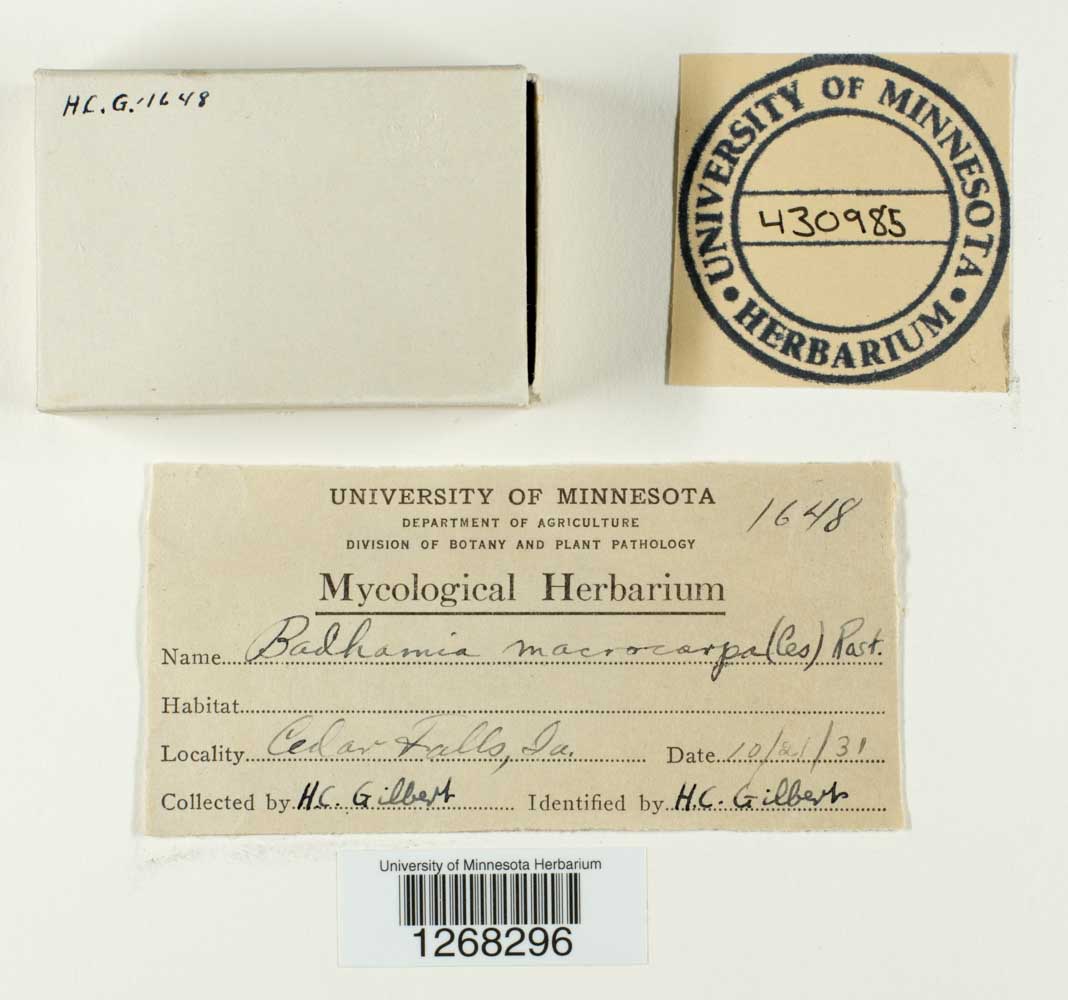 HC.G. 1648
UNIVERSITY OF MINNESOTA
430985
• HERBARIUM •
UNIVERSITY OF MINNESOTA 1648
DEPARTMENT OF AGRICULTURE
DIVISION OF BOTANY AND PLANT PATHOLOGY
Mycological Herbarium
Name Badhamia macrocarpa (Ces) Rost.
Habitat
Locality Cedar Falls, Ia. Date 10/21/31
Collected by H.C. Gilbert Identified by H.C. Gilbert
University of Minnesota Herbarium
1268296